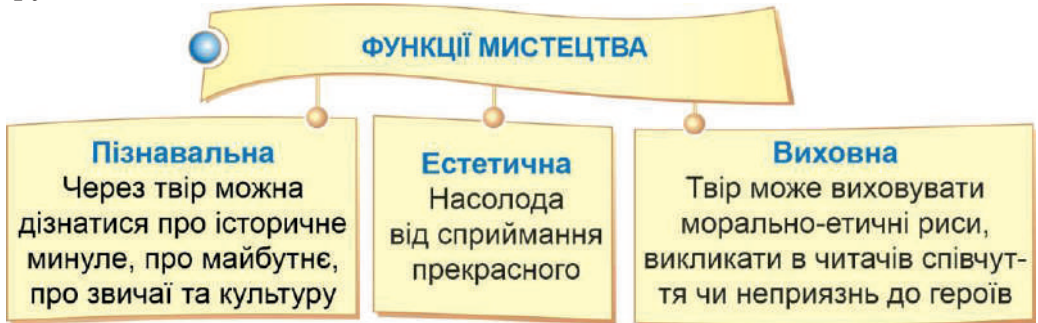 ФУНКЦІЇ МИСТЕЦТВА
Пізнавальна
Через твір можна
дізнатися про історичне
минуле, про майбутнє,
про звичаї та культуру
Естетична
Насолода
від сприймання
прекрасного
Виховна
Твір може виховувати
морально-етичні риси,
викликати в читачів співчут-
тя чи неприязнь до героїв